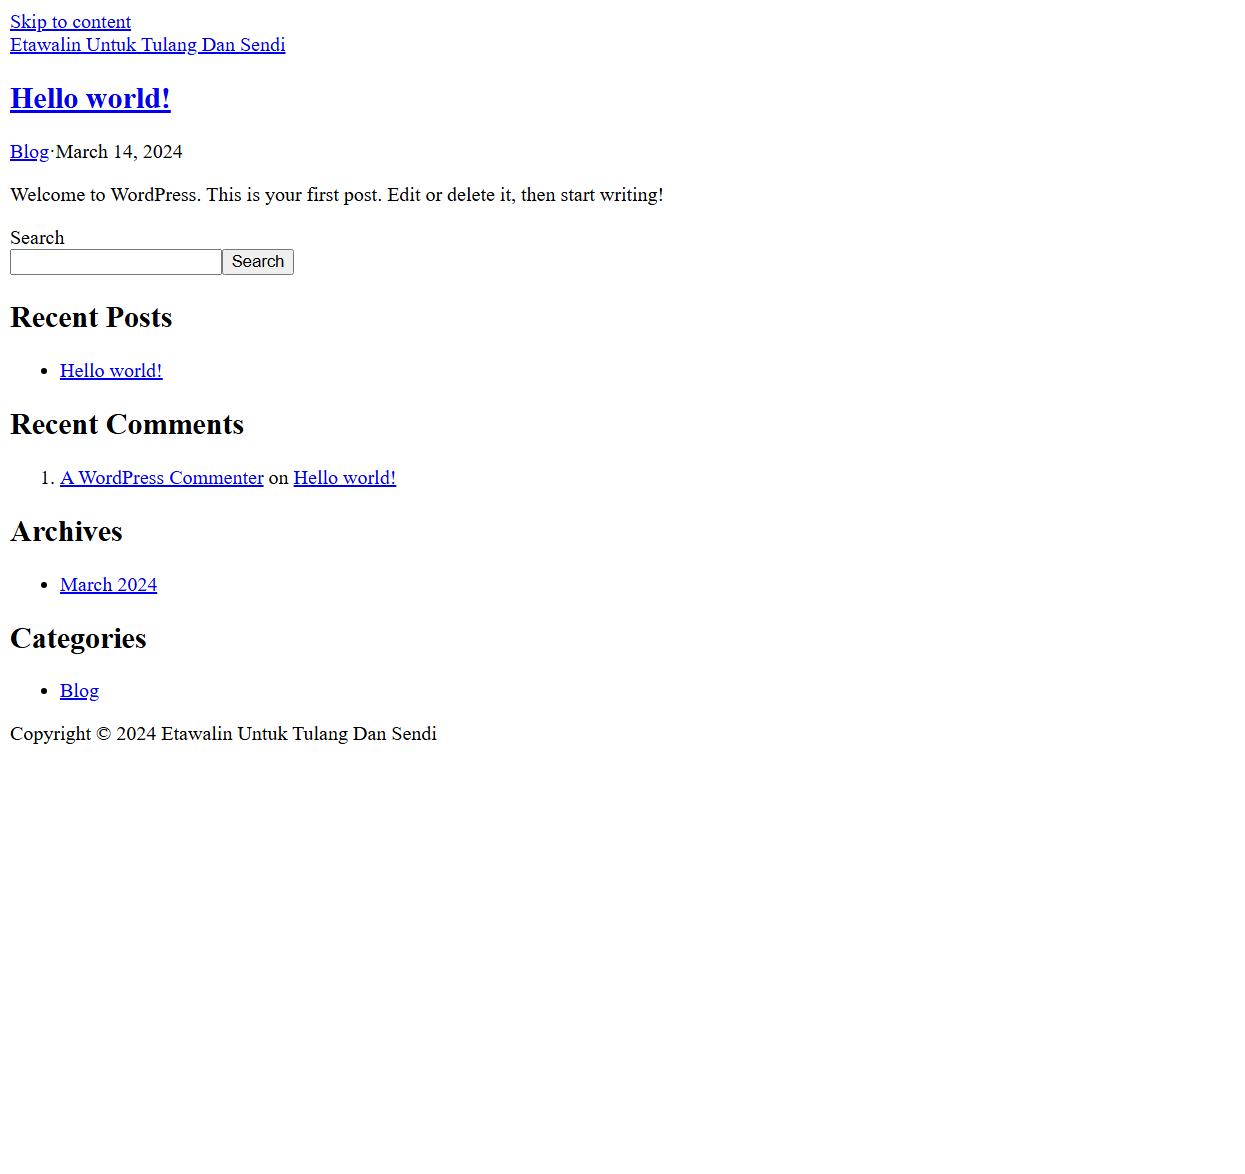 Skip to content
Etawalin Untuk Tulang Dan Sendi
Hello world!
Blog·March 14, 2024
Welcome to WordPress. This is your first post. Edit or delete it, then start writing!
Search
Search
Recent Posts
Hello world!
Recent Comments
1. A WordPress Commenter on Hello world!
Archives
March 2024
Categories
Blog
Copyright © 2024 Etawalin Untuk Tulang Dan Sendi